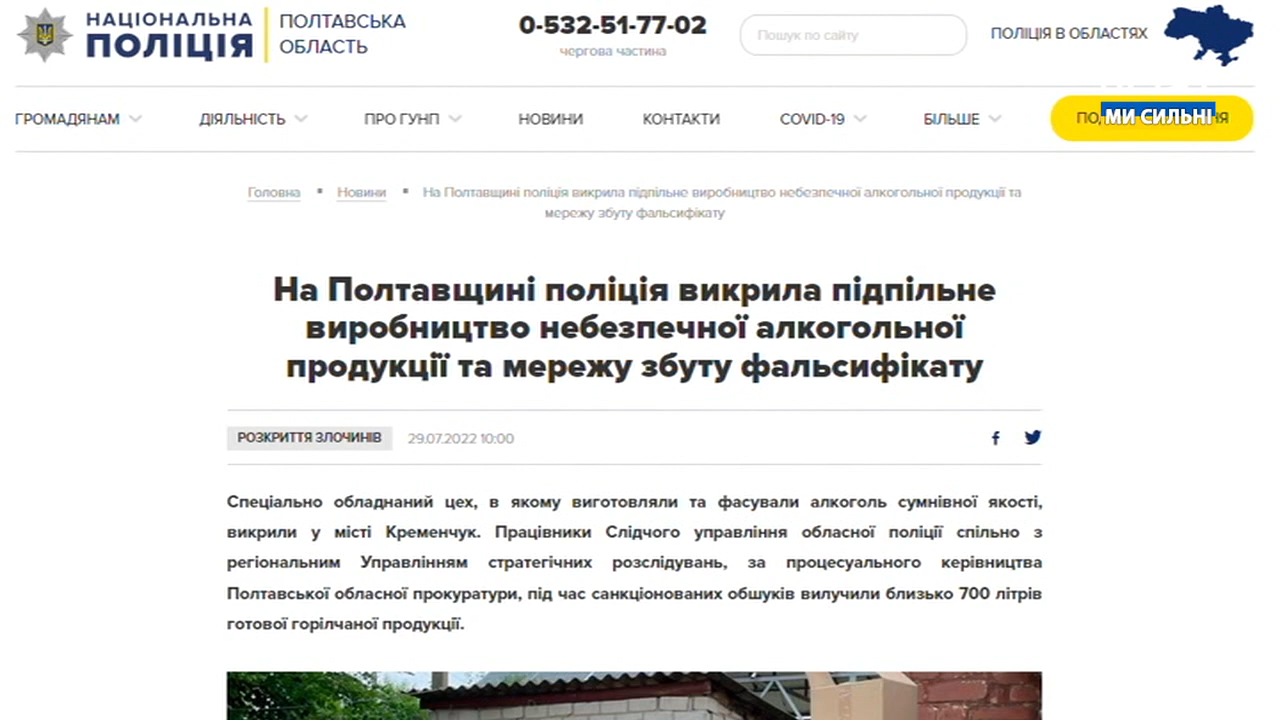 НАЦІОНАЛЬНА
ПОЛІЦІЯ
ПОЛТАВСЬКА
ОБЛАСТЬ
0-532-51-77-02
чергова частина
Пошук по сайту
ПОЛІЦІЯ В ОБЛАСТЯХ
ГРОМАДЯНАМ
ДІЯЛЬНІСТЬ
ПРО ГУНП
НОВИНИ
КОНТАКТИ
COVID-19
БІЛЬШЕ
МИ СИЛЬНІ
Головна ▪ Новини ▪ На Полтавщині поліція викрила підпільне виробництво небезпечної алкогольної продукції та
мережу збуту фальсифікату
На Полтавщині поліція викрила підпільне
виробництво небезпечної алкогольної
продукції та мережу збуту фальсифікату
РОЗКРИТТЯ ЗЛОЧИНІВ 29.07.2022 10:00
Спеціально обладнаний цех, в якому виготовляли та фасували алкоголь сумнівної якості,
викрили у місті Кременчук. Працівники Слідчого управління обласної поліції спільно з
регіональним Управлінням стратегічних розслідувань, за процесуального керівництва
Полтавської обласної прокуратури, під час санкціонованих обшуків вилучили близько 700 літрів
готової горілчаної продукції.